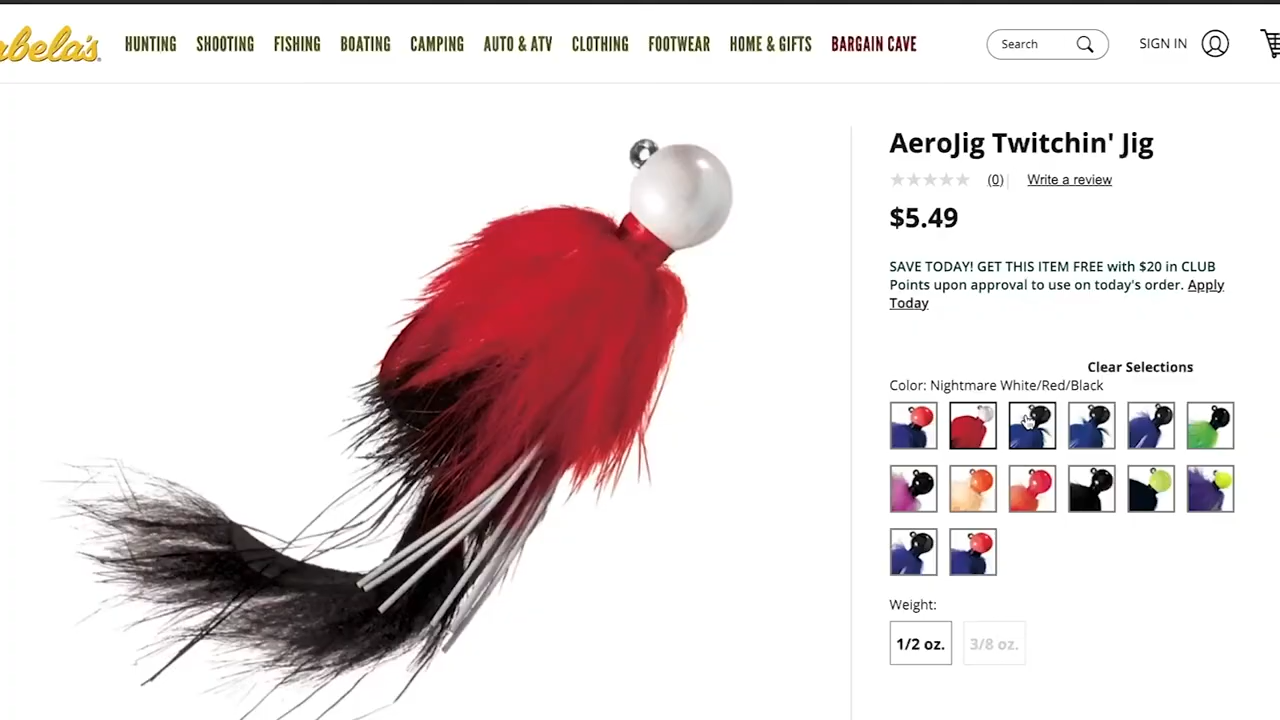 abela's
HUNTING SHOOTING FISHING BOATING CAMPING AUTO & ATV CLOTHING FOOTWEAR HOME & GIFTS BARGAIN CAVE
Search
SIGN IN
AeroJig Twitchin' Jig
(0)
Write a review
$5.49
SAVE TODAY! GET THIS ITEM FREE with $20 in CLUB
Points upon approval to use on today's order. Apply
Today
Clear Selections
Color: Nightmare White/Red/Black
Weight:
1/2 oz. 3/8 oz.